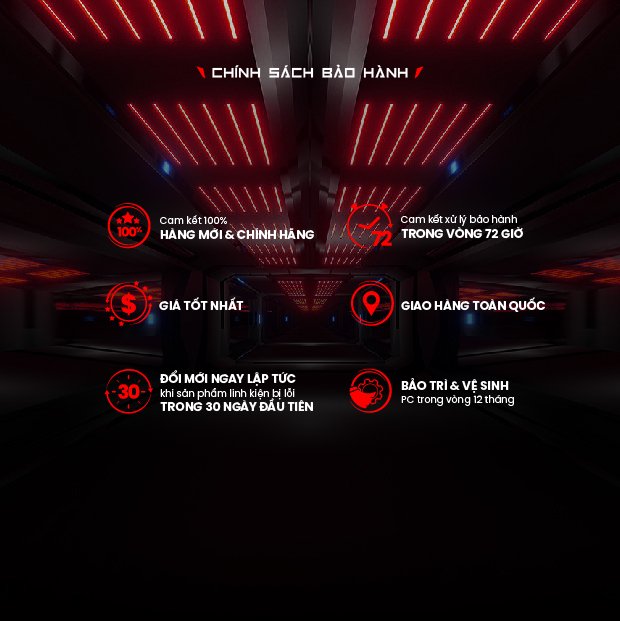 CHÍNH SÁCH BẢO HÀNH
100%
Cam kết 100%
HÀNG MỚI & CHÍNH HÃNG
72
Cam kết xử lý bảo hành
TRONG VÒNG 72 GIỜ
$
GIÁ TỐT NHẤT
GIAO HÀNG TOÀN QUỐC
30
ĐỔI MỚI NGAY LẬP TỨC
khi sản phẩm linh kiện bị lỗi
TRONG 30 NGÀY ĐẦU TIÊN
BẢO TRÌ & VỆ SINH
PC trong vòng 12 tháng